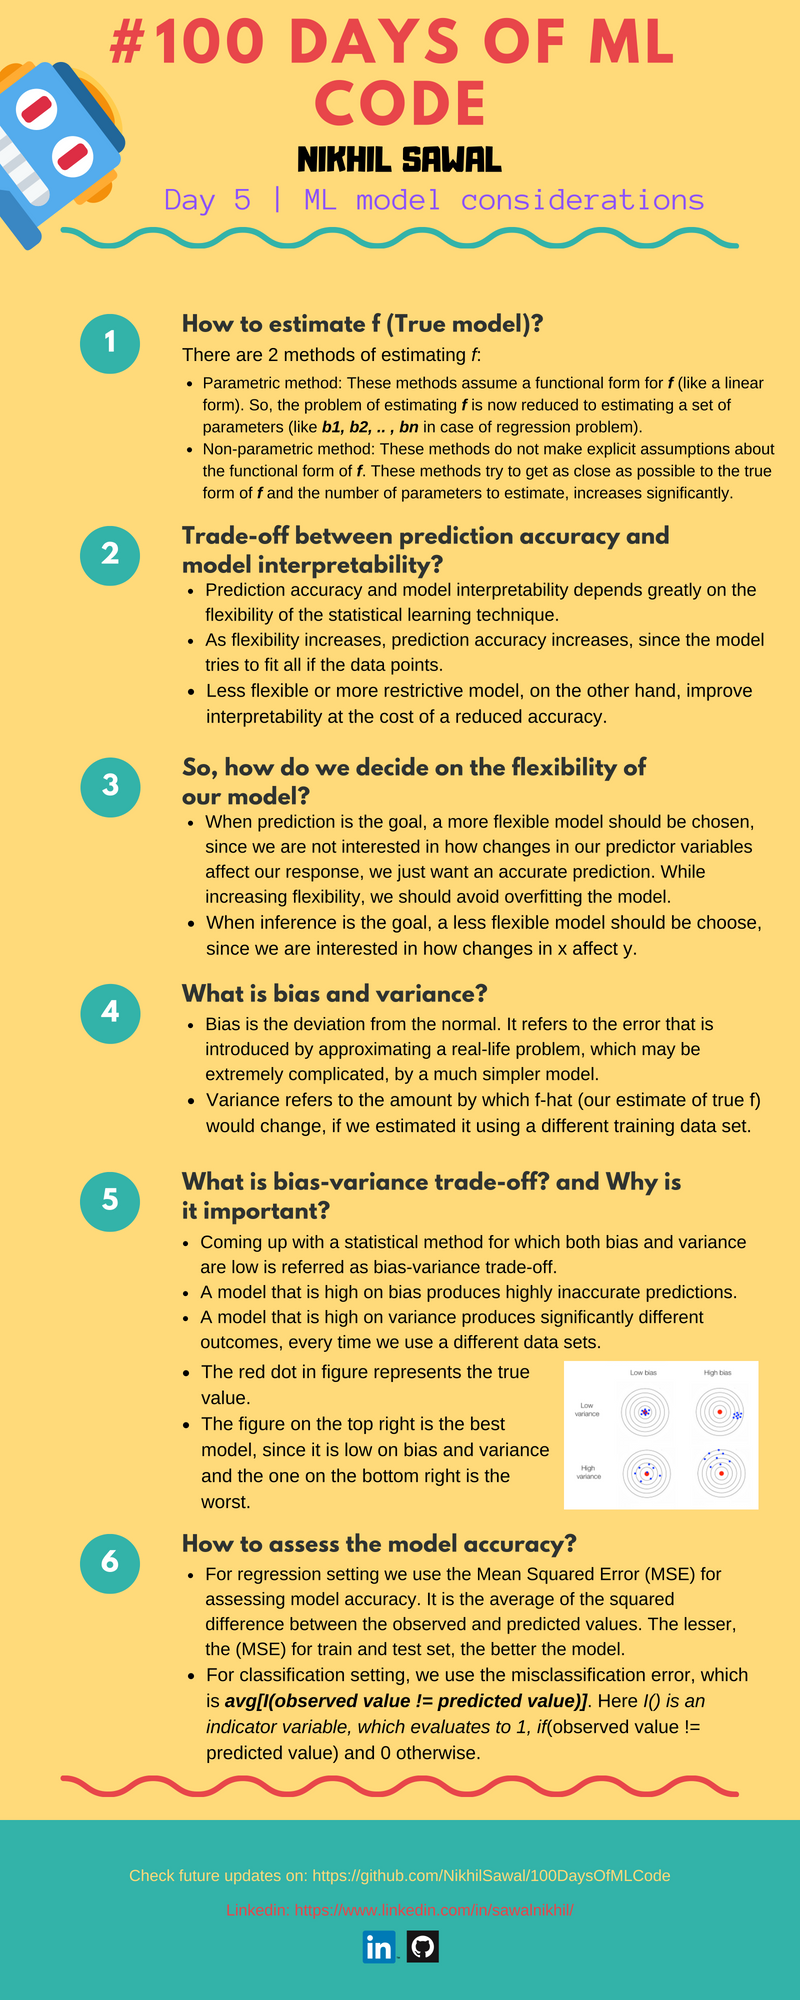 #100 DAYS OF ML
CODE
NIKHIL SAWAL
Day 5 | ML model considerations
1
How to estimate f (True model)?
There are 2 methods of estimating f:
• Parametric method: These methods assume a functional form for f (like a linear
form). So, the problem of estimating f is now reduced to estimating a set of
parameters (like b1, b2, .. , bn in case of regression problem).
• Non-parametric method: These methods do not make explicit assumptions about
the functional form of f. These methods try to get as close as possible to the true
form of f and the number of parameters to estimate, increases significantly.
2
Trade-off between prediction accuracy and
model interpretability?
• Prediction accuracy and model interpretability depends greatly on the
flexibility of the statistical learning technique.
• As flexibility increases, prediction accuracy increases, since the model
tries to fit all if the data points.
• Less flexible or more restrictive model, on the other hand, improve
interpretability at the cost of a reduced accuracy.
3
So, how do we decide on the flexibility of
our model?
• When prediction is the goal, a more flexible model should be chosen,
since we are not interested in how changes in our predictor variables
affect our response, we just want an accurate prediction. While
increasing flexibility, we should avoid overfitting the model.
• When inference is the goal, a less flexible model should be choose,
since we are interested in how changes in x affect y.
4
What is bias and variance?
• Bias is the deviation from the normal. It refers to the error that is
introduced by approximating a real-life problem, which may be
extremely complicated, by a much simpler model.
• Variance refers to the amount by which f-hat (our estimate of true f)
would change, if we estimated it using a different training data set.
5
What is bias-variance trade-off? and Why is
it important?
• Coming up with a statistical method for which both bias and variance
are low is referred as bias-variance trade-off.
• A model that is high on bias produces highly inaccurate predictions.
• A model that is high on variance produces significantly different
outcomes, every time we use a different data sets.
• The red dot in figure represents the true
value.
• The figure on the top right is the best
model, since it is low on bias and variance
and the one on the bottom right is the
worst.
Low bias High bias
Low
variance
High
variance
6
How to assess the model accuracy?
• For regression setting we use the Mean Squared Error (MSE) for
assessing model accuracy. It is the average of the squared
difference between the observed and predicted values. The lesser,
the (MSE) for train and test set, the better the model.
• For classification setting, we use the misclassification error, which
is avg[I(observed value != predicted value)]. Here I() is an
indicator variable, which evaluates to 1, if(observed value !=
predicted value) and 0 otherwise.
Check future updates on: https://github.com/NikhilSawal/100DaysOfMLCode
Linkedin: https://www.linkedin.com/in/sawalnikhil/
in